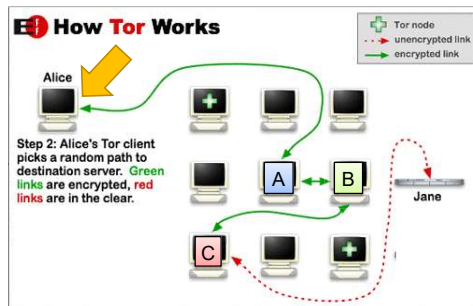 EFF How Tor Works
Tor node
unencrypted link
encrypted link
Alice
Step 2: Alice's Tor client
picks a random path to
destination server. Green
links are encrypted, red
links are in the clear.
A
B
Jane
C